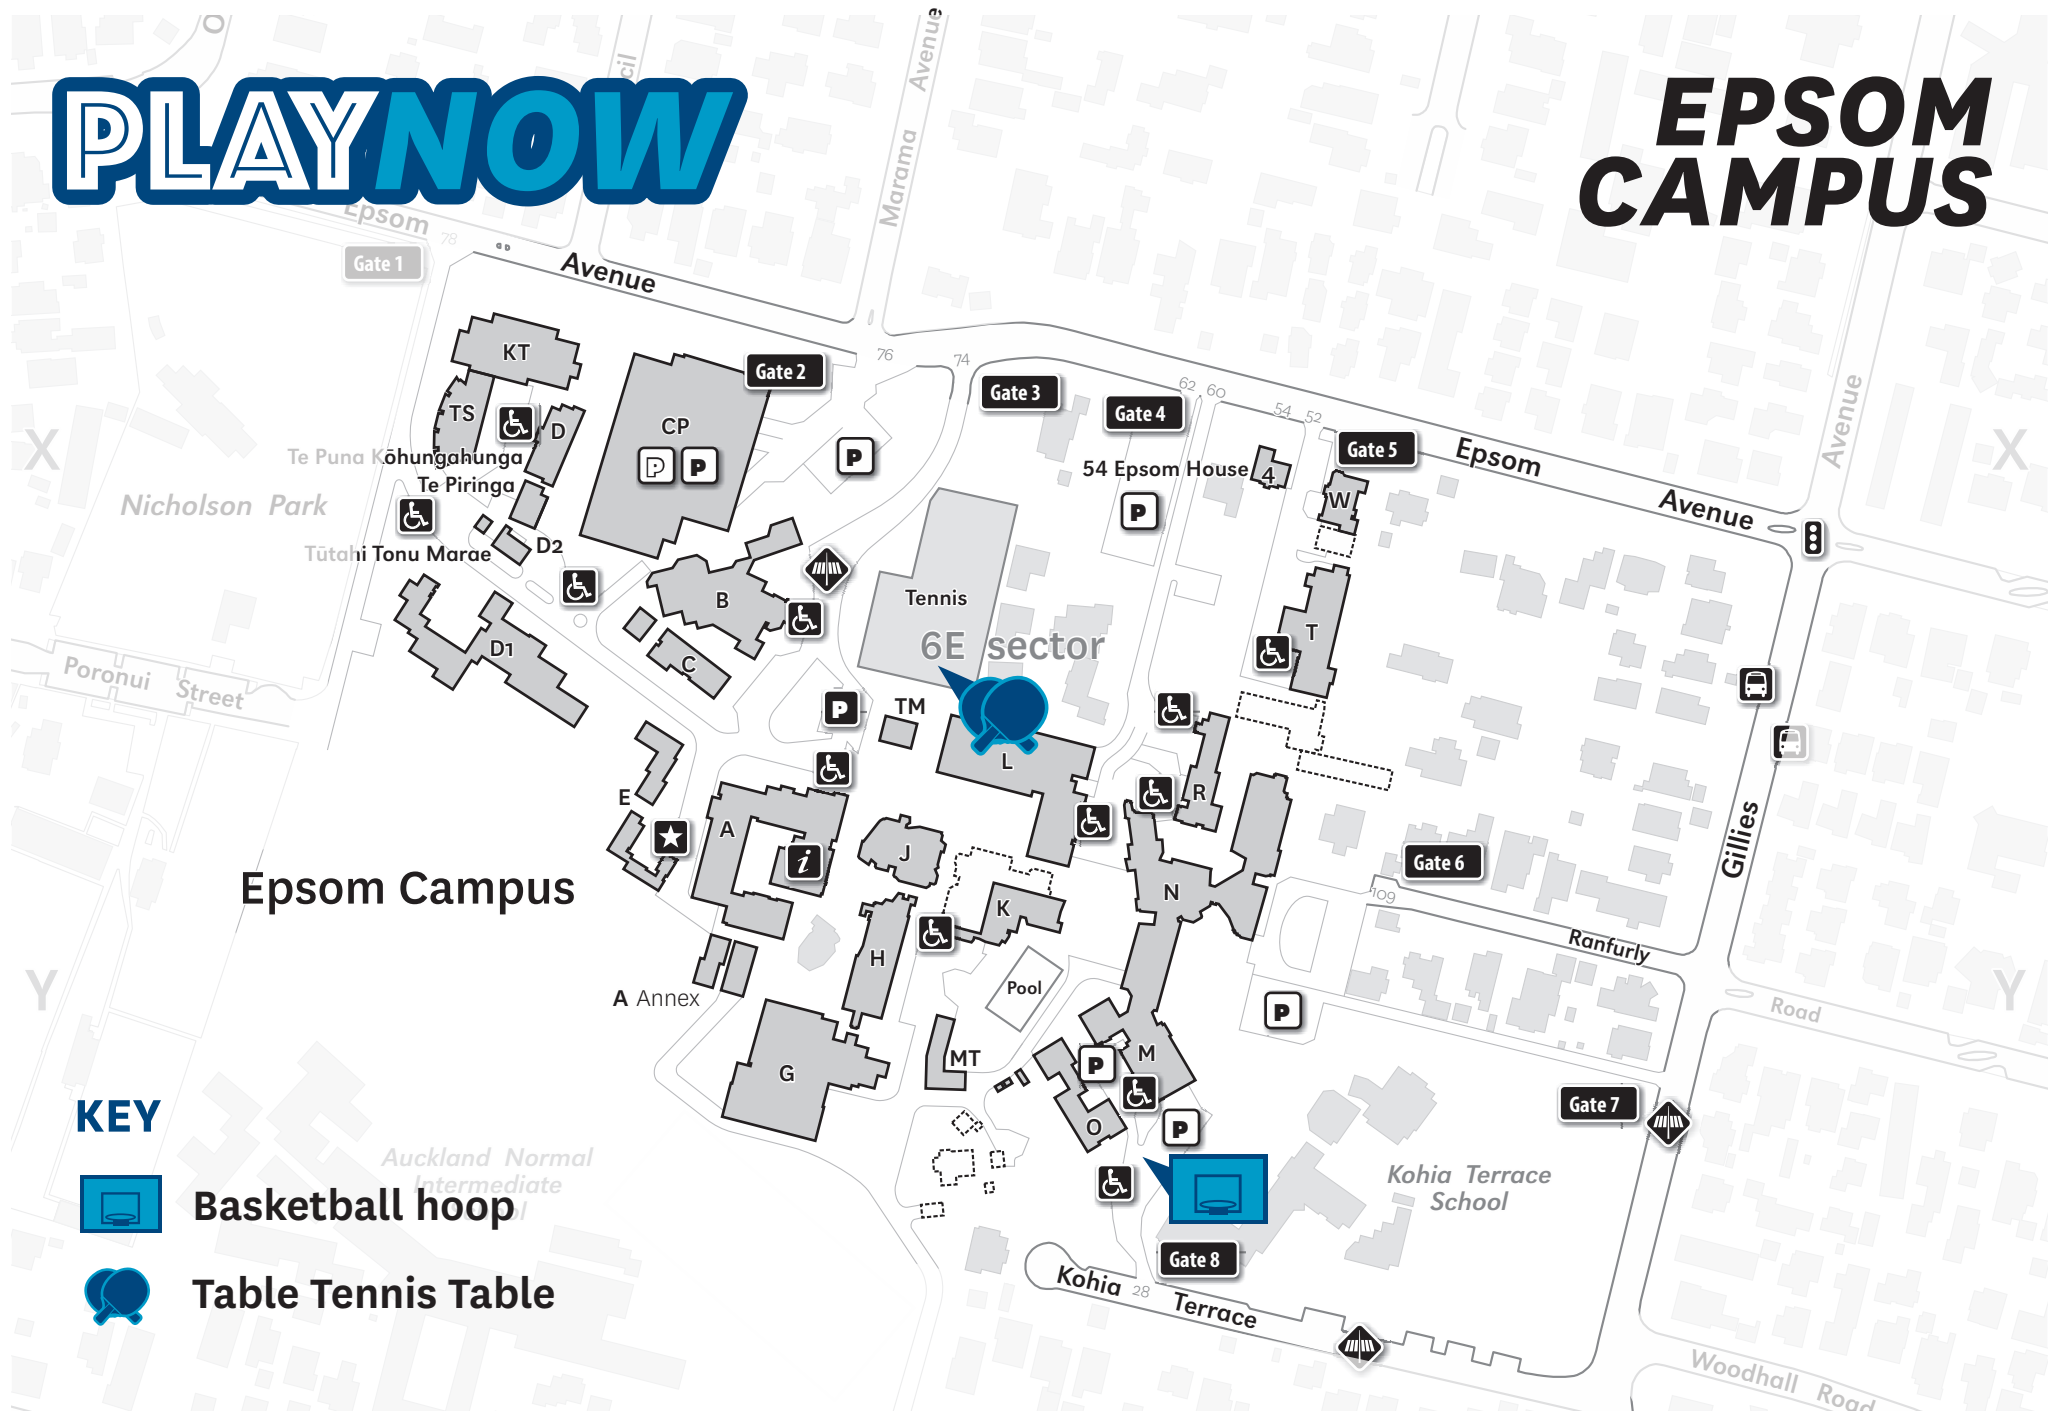 PLAYNOW
EPSOM
CAMPUS
Avenue
Marama
Epsom
78
Gate 1
Avenue
76
74
Gate 2
Gate 3
Gate 4
62
60
54
52
Gate 5
Epsom
Avenue
Avenue
KT
TS
D
CP
P
P
P
P
X
X
Te Puna Kōhungahunga
Te Piringa
Nicholson Park
Tūtahi Tonu Marae
D2
54 Epsom House
4
W
D1
B
C
Tennis
6E sector
T
Poronui Street
TM
P
L
R
E
A
i
J
K
N
Gate 6
109
Gillies
Ranfurly
Road
Epsom Campus
Y
Y
A Annex
H
Pool
P
G
MT
M
P
O
P
Gate 7
KEY
Auckland Normal
Intermediate
Basketball hoop
Table Tennis Table
Kohia Terrace
School
Gate 8
Kohia
28
Terrace
Woodhall Road